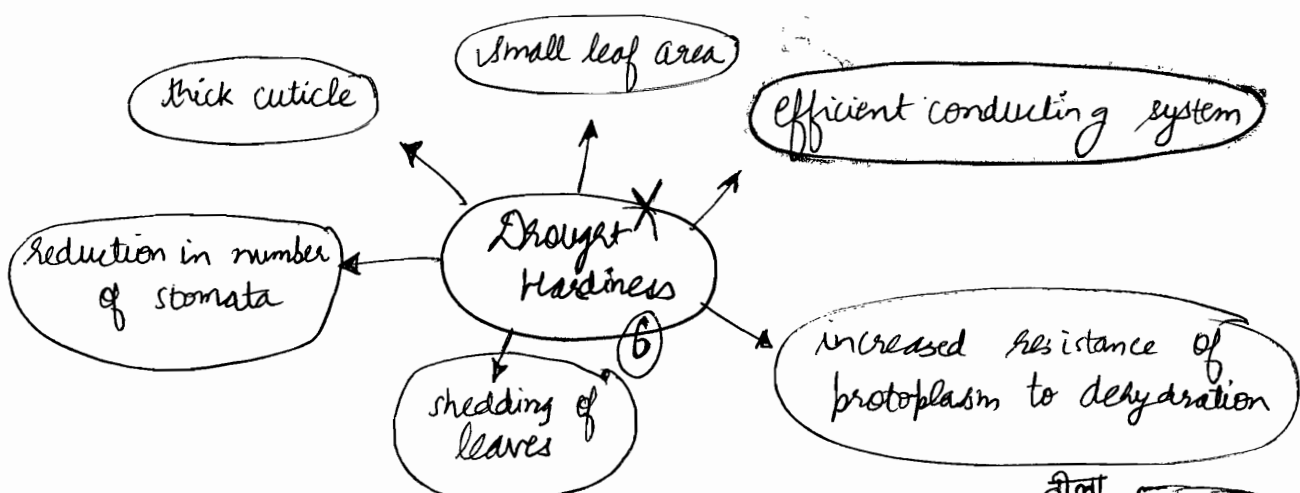 small leaf area
thick cuticle
efficient conducting system
Drought
Hardiness
6
reduction in number
of stomata
increased resistance of
protoplasm to dehydration
shedding of
leaves
नीला